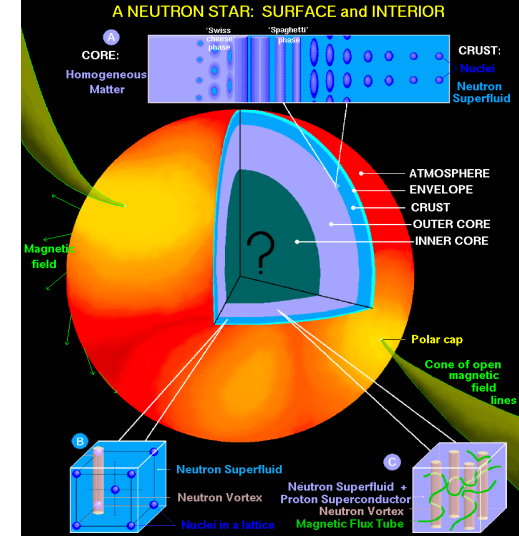 A NEUTRON STAR: SURFACE and INTERIOR
A
'Swiss cheese phase
'Spaghetti' phase
CORE:
Homogeneous
Matter
CRUST:
Nuclei
Neutron
Superfluid
ATMOSPHERE
ENVELOPE
CRUST
OUTER CORE
INNER CORE
?
Magnetic
field
Polar cap
Cone of open
magnetic
field
lines
B
Neutron Superfluid
Neutron Vortex
Nuclei in a lattice
C
Neutron Superfluid +
Proton Superconductor
Neutron Vortex
Magnetic Flux Tube